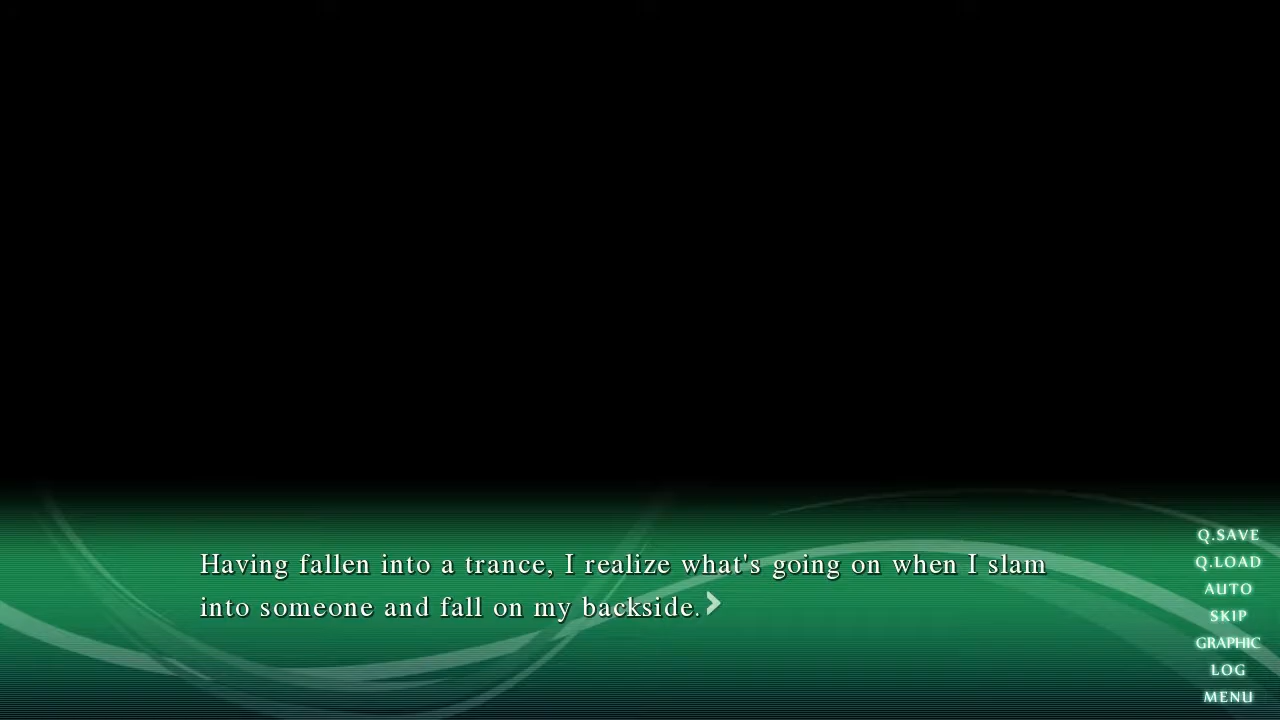 Having fallen into a trance, I realize what's going on when I slam
into someone and fall on my backside.
Q.SAVE
Q.LOAD
AUTO
SKIP
GRAPHIC
LOG
MENU